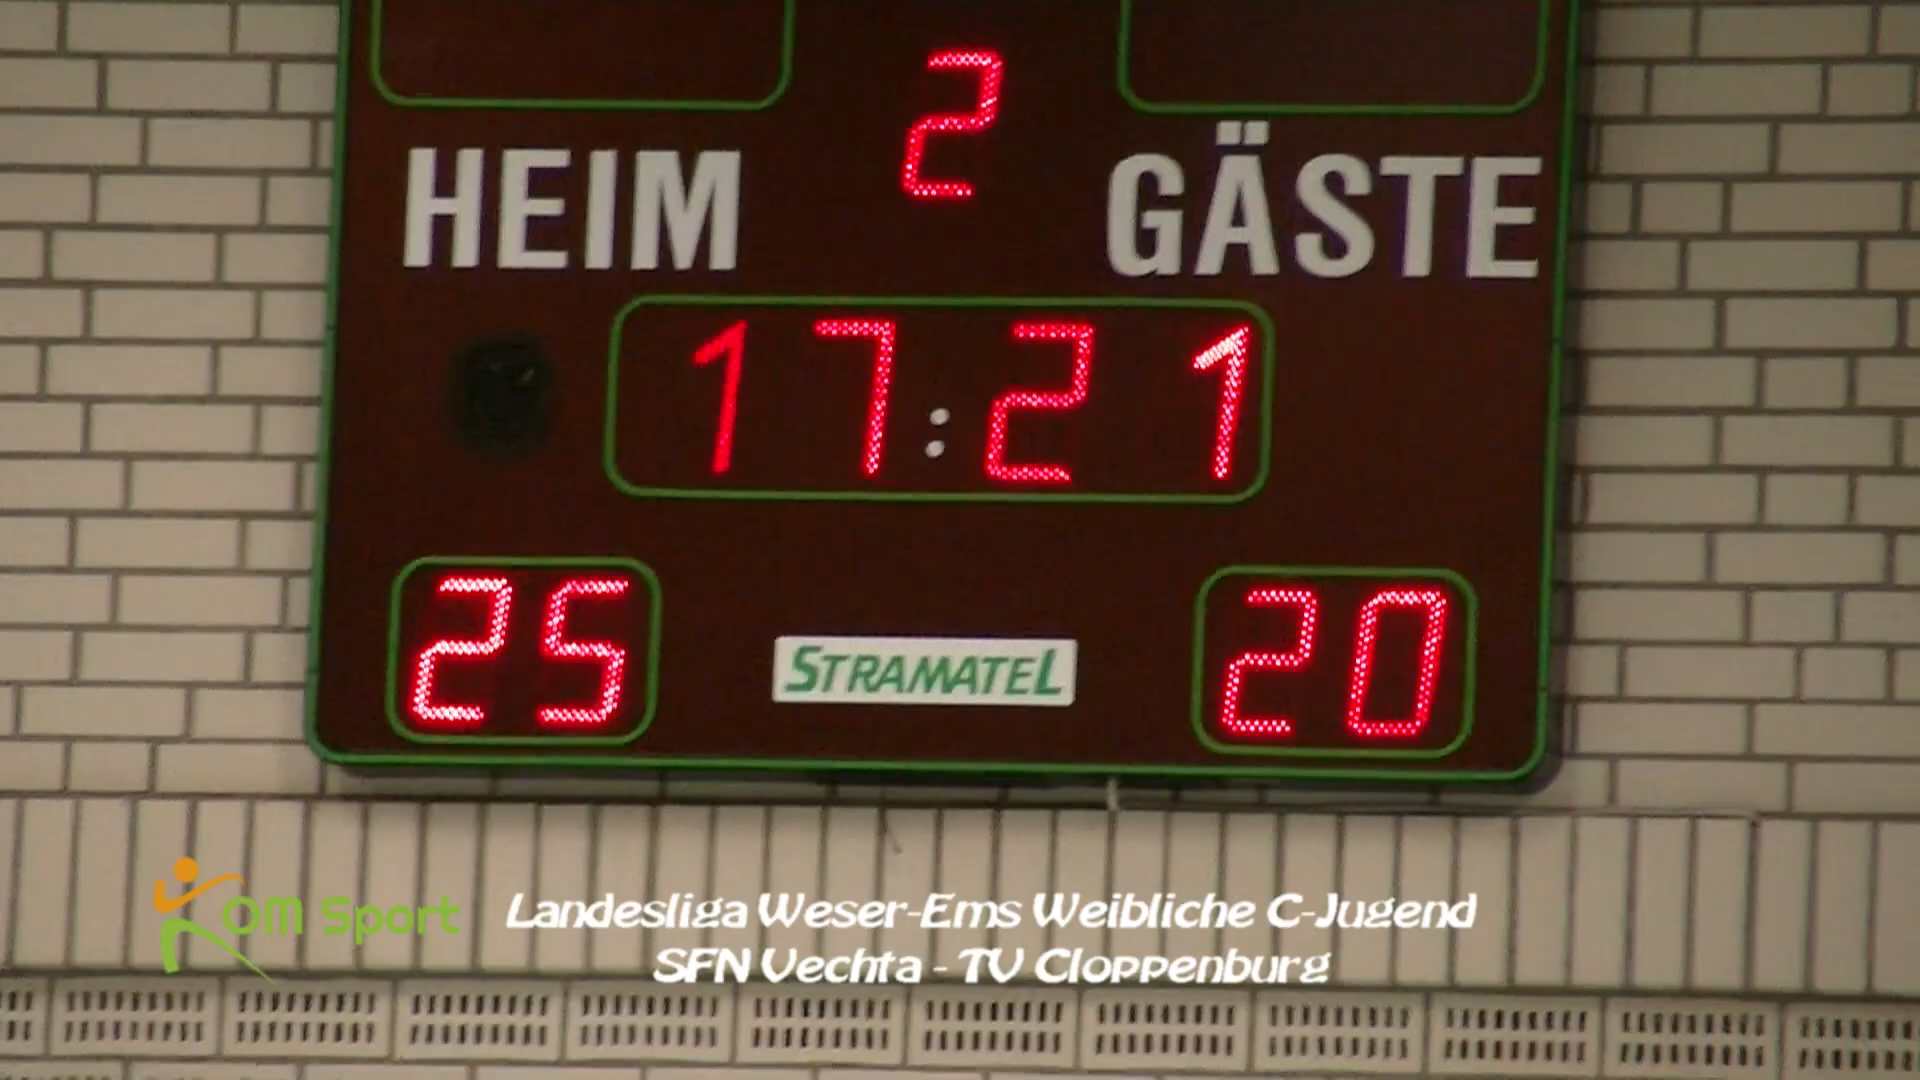 2
HEIM GÄSTE
17:21
25 20
STRAMATEL
OM Sport
Landesliga Weser-Ems Weibliche C-Jugend
SFN Vechta - TV Cloppenburg